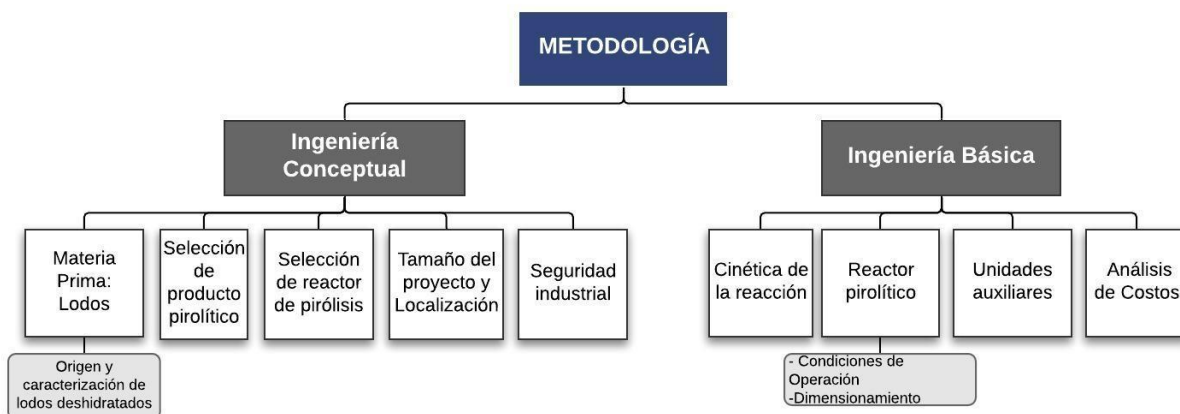 METODOLOGÍA
Ingeniería
Conceptual
Ingeniería Básica
Materia
Prima:
Lodos
Selección
de
producto
pirolítico
Selección
de reactor
de pirólisis
Tamaño del
proyecto y
Localización
Seguridad
industrial
Cinética de
la reacción
Reactor
pirolítico
Unidades
auxiliares
Análisis
de Costos
Origen y
caracterización de
lodos deshidratados
- Condiciones de
Operación
-Dimensionamiento